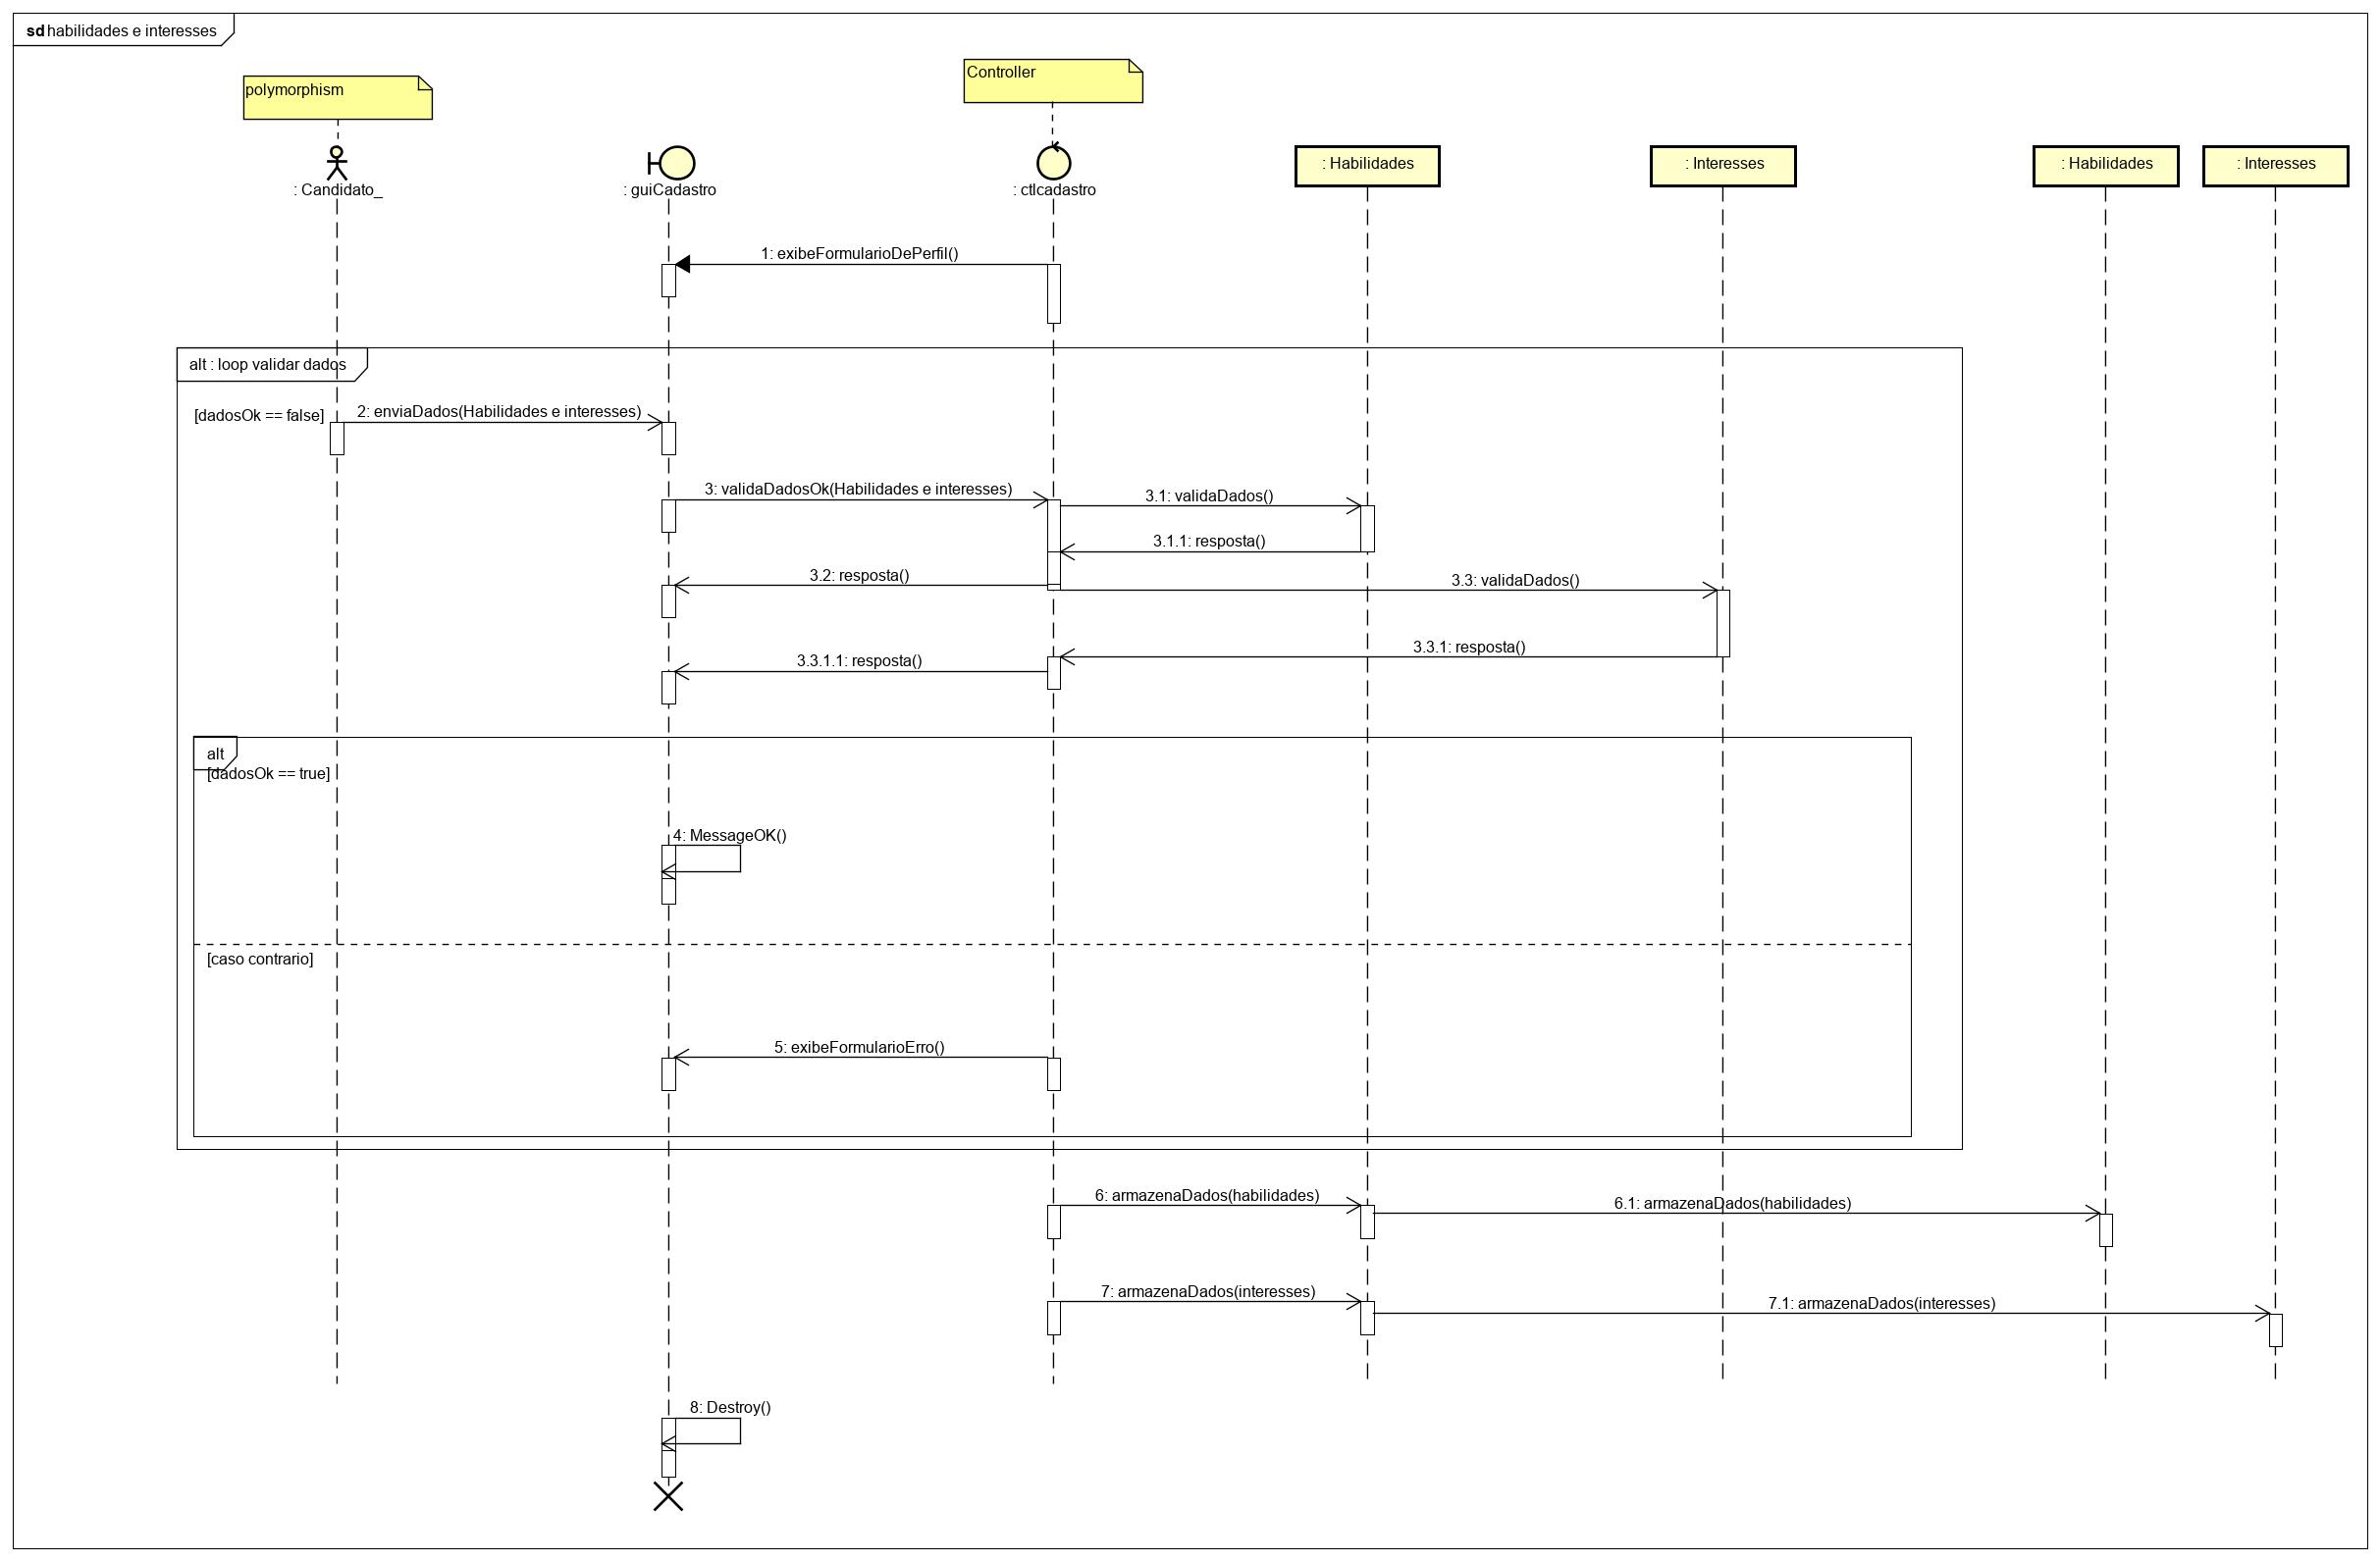 sd habilidades e interesses
Controller
polymorphism
: Candidato_
: guiCadastro
: ctlcadastro
: Habilidades
: Interesses
: Habilidades
: Interesses
1: exibeFormularioDePerfil()
alt : loop validar dados
[dadosOk == false]
2: enviaDados(Habilidades e interesses)
3: validaDadosOk(Habilidades e interesses)
3.1: validaDados()
3.1.1: resposta()
3.2: resposta()
3.3: validaDados()
3.3.1: resposta()
3.3.1.1: resposta()
alt
[dadosOk == true]
4: MessageOK()
[caso contrario]
5: exibeFormularioErro()
6: armazenaDados(habilidades)
6.1: armazenaDados(habilidades)
7: armazenaDados(interesses)
7.1: armazenaDados(interesses)
8: Destroy()